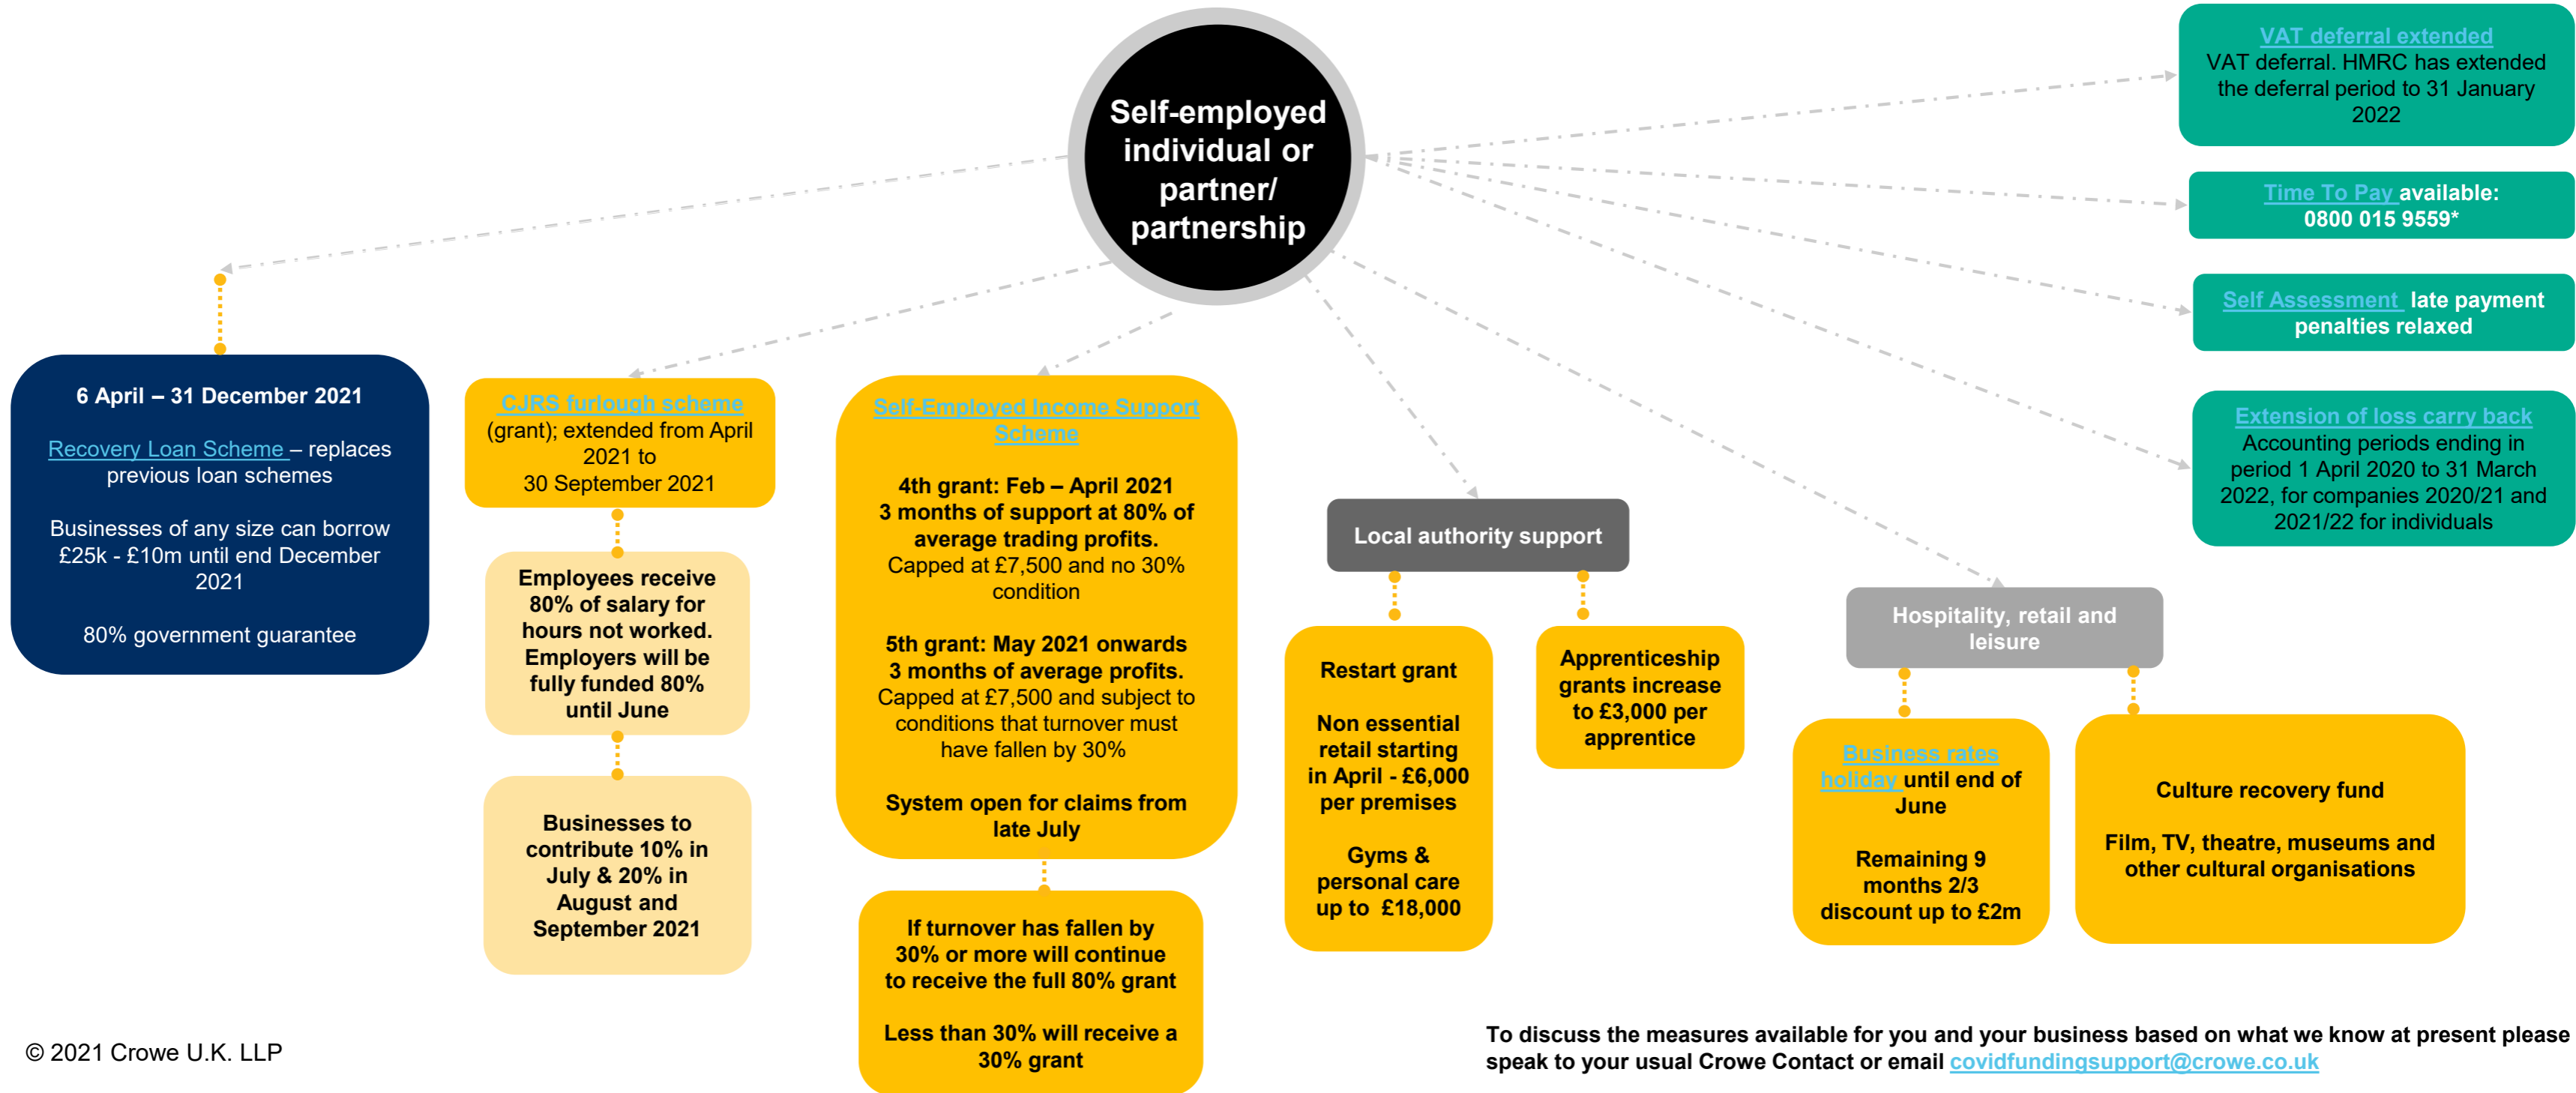 Self-employed
individual or
partner/
partnership
VAT deferral extended
VAT deferral. HMRC has extended
the deferral period to 31 January
2022
Time To Pay available:
0800 015 9559*
Self Assessment late payment
penalties relaxed
Extension of loss carry back
Accounting periods ending in
period 1 April 2020 to 31 March
2022, for companies 2020/21 and
2021/22 for individuals
6 April – 31 December 2021
Recovery Loan Scheme – replaces
previous loan schemes
Businesses of any size can borrow
£25k - £10m until end December
2021
80% government guarantee
CJRS furlough scheme
(grant); extended from April
2021 to
30 September 2021
Employees receive
80% of salary for
hours not worked.
Employers will be
fully funded 80%
until June
Businesses to
contribute 10% in
July & 20% in
August and
September 2021
Self-Employed Income Support
Scheme
4th grant: Feb – April 2021
3 months of support at 80% of
average trading profits.
Capped at £7,500 and no 30%
condition
5th grant: May 2021 onwards
3 months of average profits.
Capped at £7,500 and subject to
conditions that turnover must
have fallen by 30%
System open for claims from
late July
If turnover has fallen by
30% or more will continue
to receive the full 80% grant
Less than 30% will receive a
30% grant
Local authority support
Restart grant
Non essential
retail starting
in April - £6,000
per premises
Gyms &
personal care
up to £18,000
Apprenticeship
grants increase
to £3,000 per
apprentice
Hospitality, retail and
leisure
Business rates
holiday until end of
June
Remaining 9
months 2/3
discount up to £2m
Culture recovery fund
Film, TV, theatre, museums and
other cultural organisations
© 2021 Crowe U.K. LLP
To discuss the measures available for you and your business based on what we know at present please
speak to your usual Crowe Contact or email covidfundingsupport@crowe.co.uk